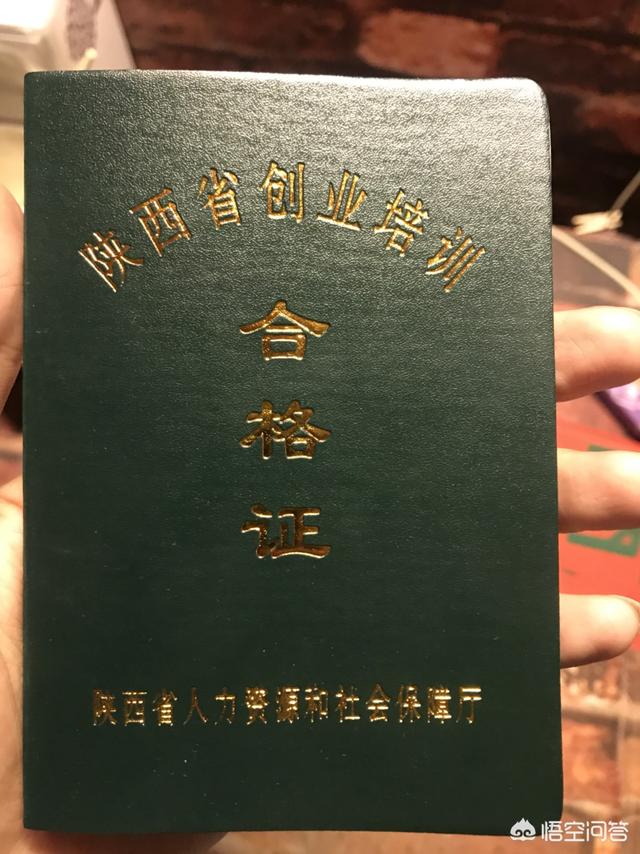 陕西省创业培训
合
格
证
陕西省人力资源和社会保障厅
悟空问答